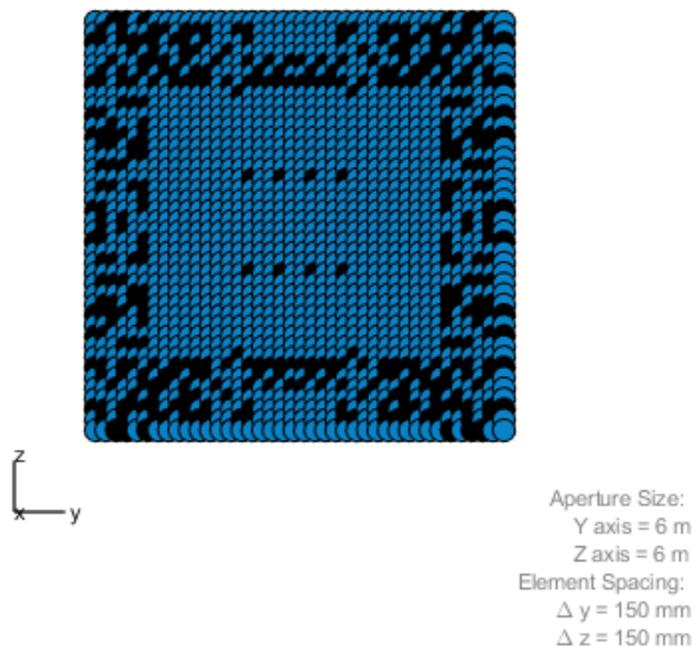 z
x y
Aperture Size:
Y axis = 6 m
Z axis = 6 m
Element Spacing:
Δ y = 150 mm
Δ z = 150 mm